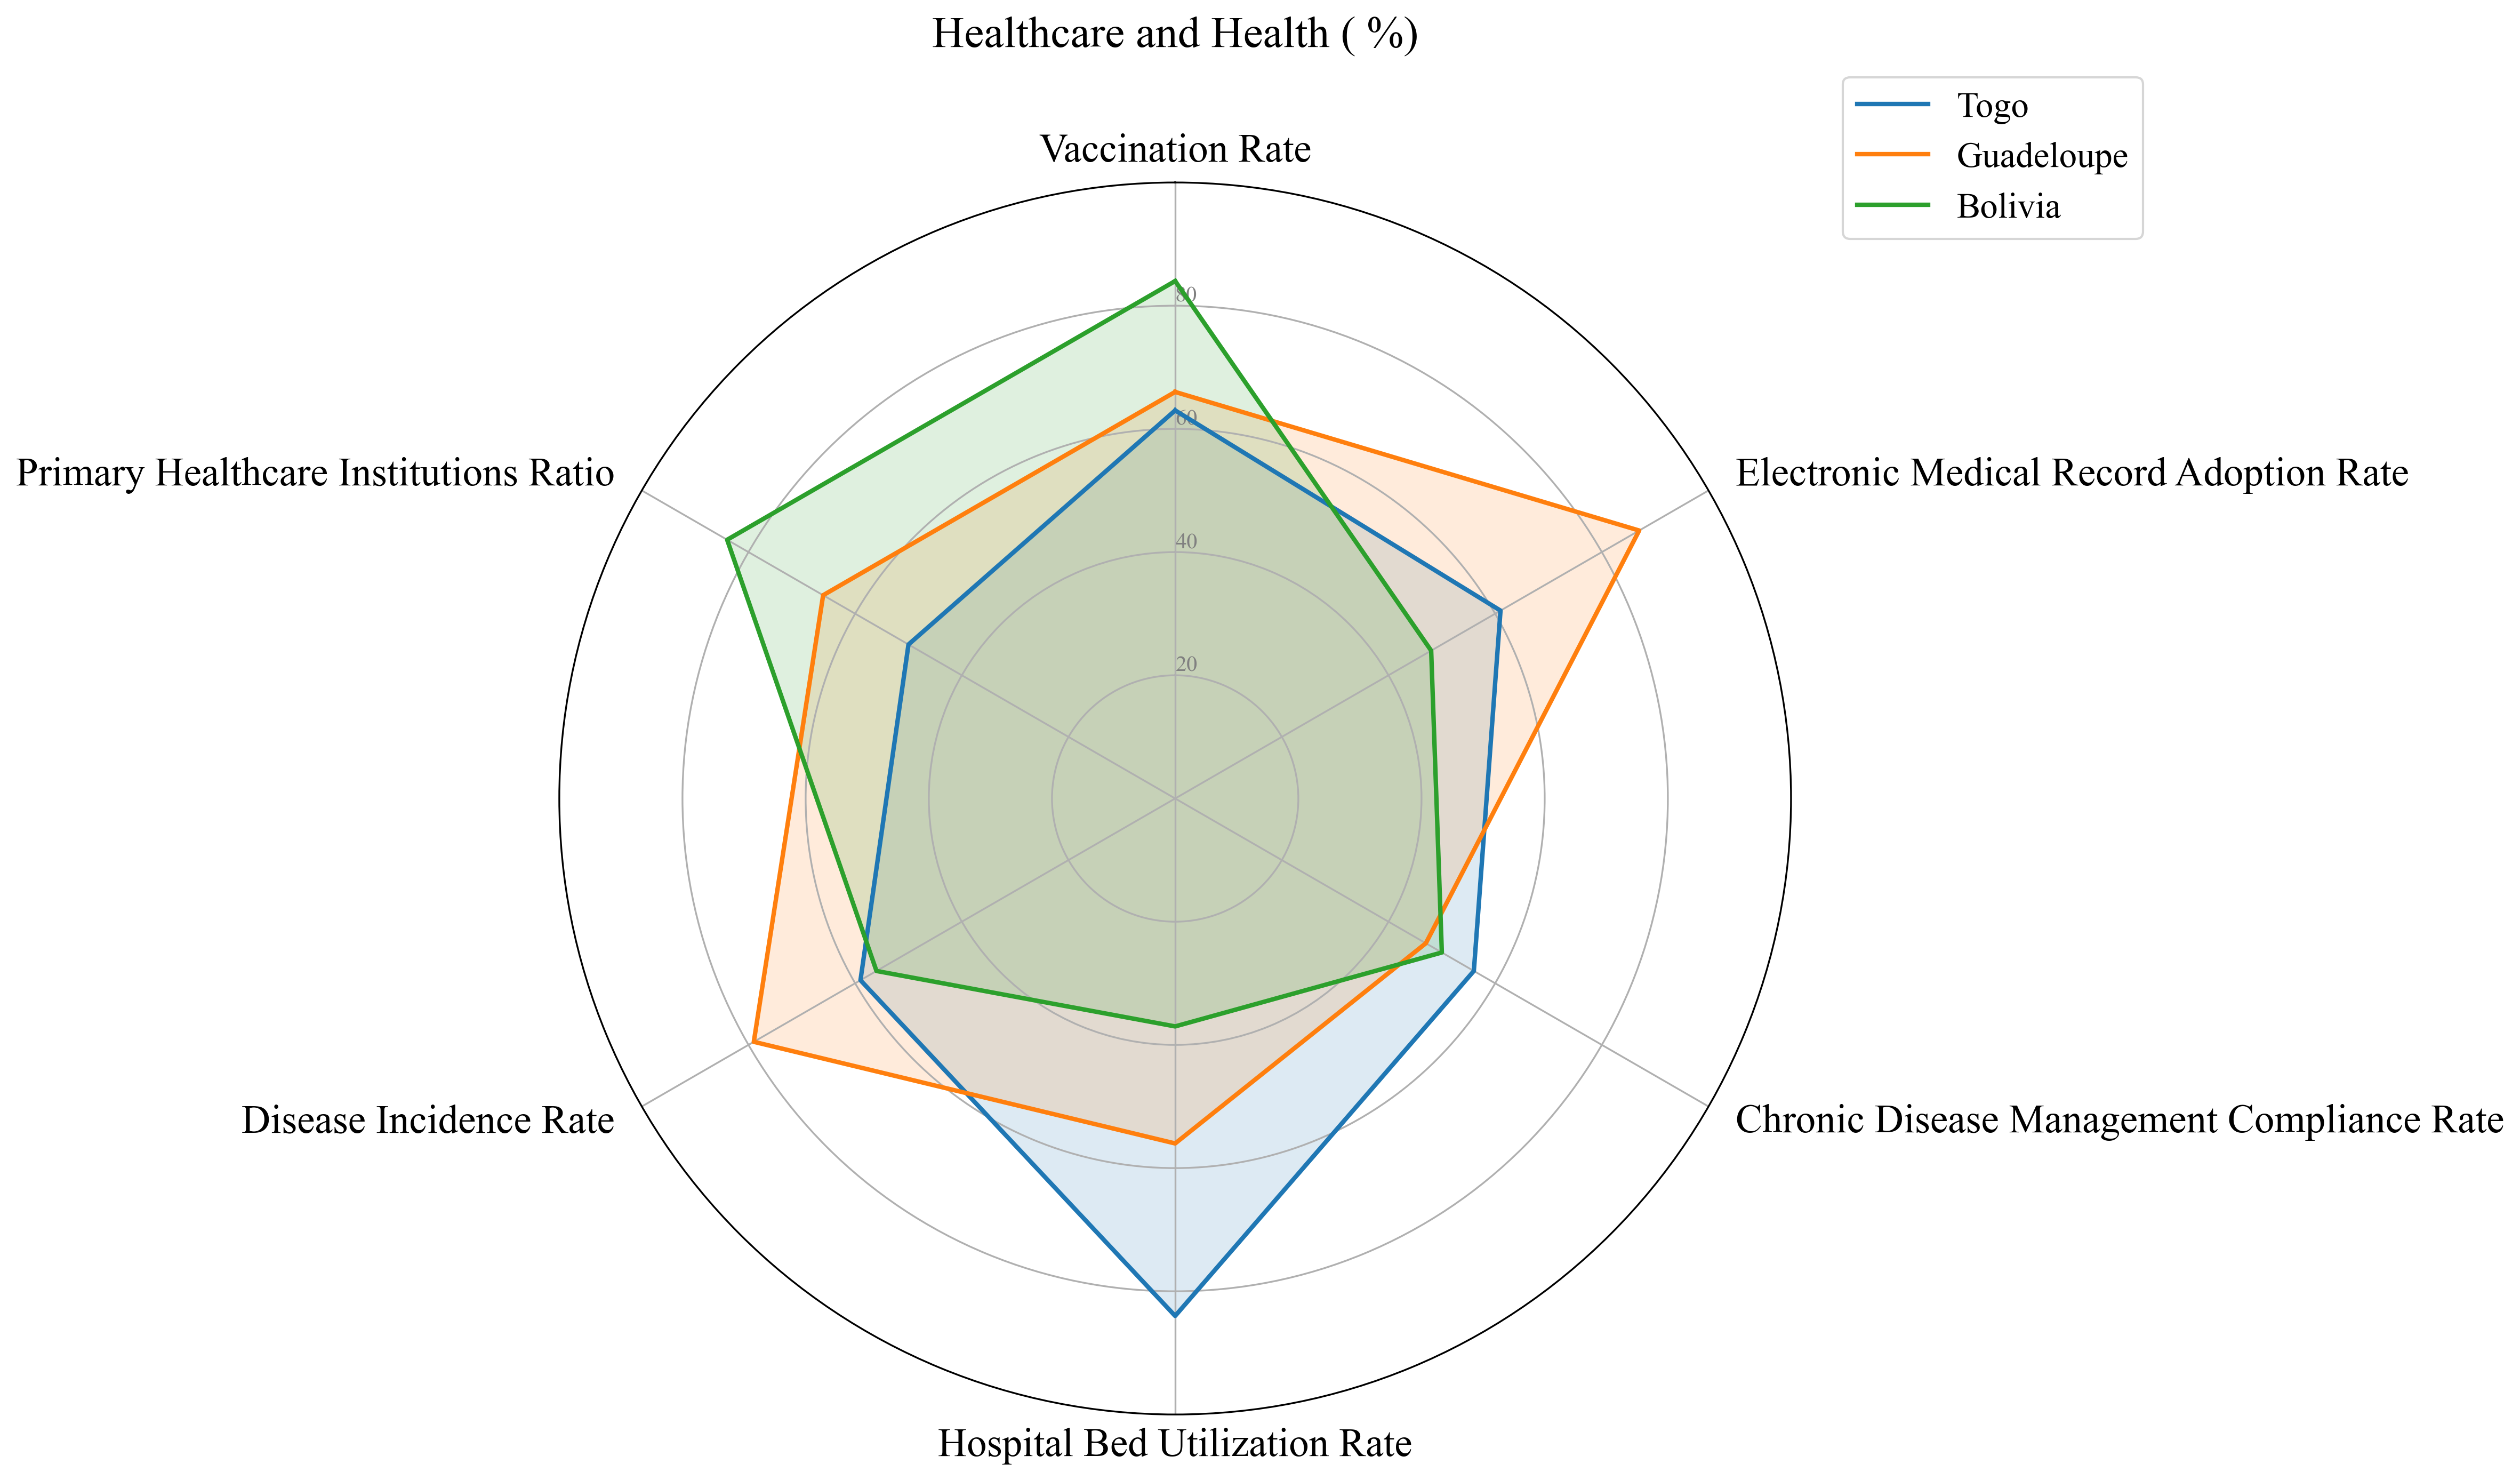 Healthcare and Health ( %)
Togo
Guadeloupe
Bolivia
Vaccination Rate
80
60
40
20
Primary Healthcare Institutions Ratio
Electronic Medical Record Adoption Rate
Disease Incidence Rate
Chronic Disease Management Compliance Rate
Hospital Bed Utilization Rate